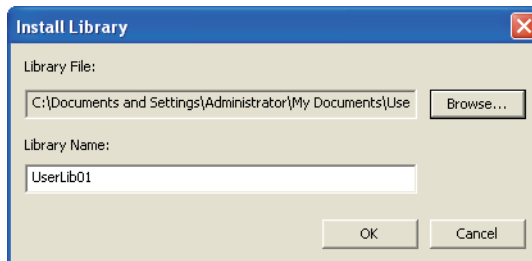 Install Library
Library File:
C:\Documents and Settings\Administrator\My Documents\Use
Browse...
Library Name:
UserLib01
OK
Cancel